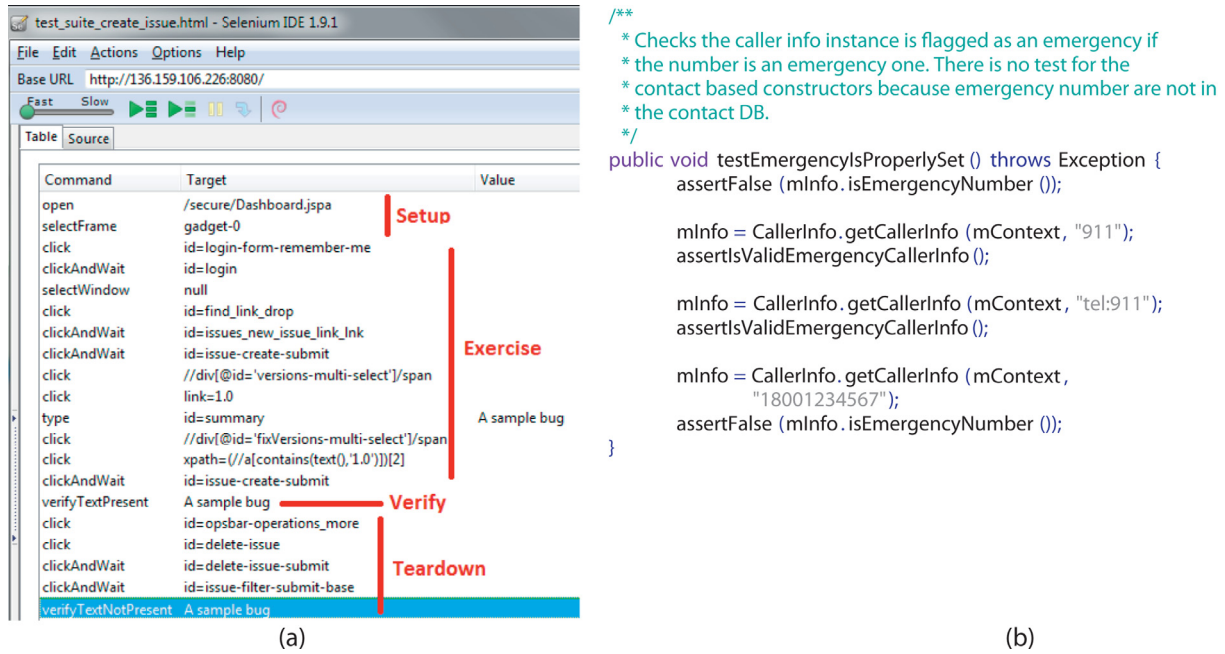 test_suite_create_issue.html - Selenium IDE 1.9.1
File Edit Actions Options Help
Base URL http://136.159.106.226:8080/
Fast Slow
Table Source
Command Target Value
open /secure/Dashboard.jspa
selectFrame gadget-0
Setup
click id=login-form-remember-me
clickAndWait id=login
selectWindow null
click id=find_link_drop
clickAndWait id=issues_new_issue_link_lnk
clickAndWait id=issue-create-submit
Exercise
click //div[@id='versions-multi-select']/span
click link=1.0
type id=summary A sample bug
click //div[@id='fixVersions-multi-select']/span
click xpath=(//a[contains(text(),'1.0')])[2]
clickAndWait id=issue-create-submit
verifyTextPresent A sample bug Verify
click id=opsbar-operations_more
click id=delete-issue
clickAndWait id=delete-issue-submit Teardown
clickAndWait id=issue-filter-submit-base
verifyTextNotPresent A sample bug
(a)
/**
* Checks the caller info instance is flagged as an emergency if
* the number is an emergency one. There is no test for the
* contact based constructors because emergency number are not in
* the contact DB.
*/
public void testEmergencyIsProperlySet () throws Exception {
assertFalse (mInfo.isEmergencyNumber ());
mInfo = CallerInfo.getCallerInfo (mContext, "911");
assertIsValidEmergencyCallerInfo ();
mInfo = CallerInfo.getCallerInfo (mContext, "tel:911");
assertIsValidEmergencyCallerInfo ();
mInfo = CallerInfo.getCallerInfo (mContext,
"18001234567");
assertFalse (mInfo.isEmergencyNumber ());
}
(b)